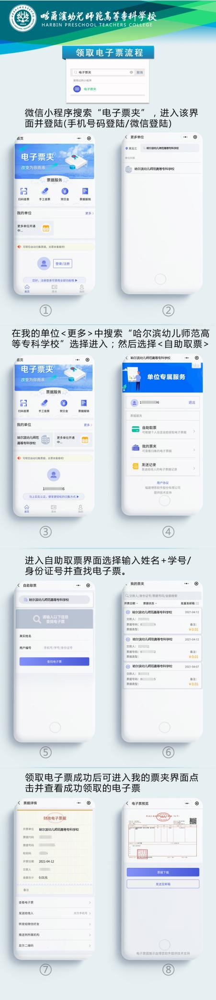 哈爾濱幼兒師範高等專科學校
HARBIN PRESCHOOL TEACHERS COLLEGE
领取电子票流程
电子票夹
取消
使用过的小程序
电子票夹
微信小程序搜索“电子票夹”，进入该界
面并登陆(手机号码登陆/微信登陆)
首页
电子票夹
改变为你而来
票据服务
扫码查票 手工查票 预交金 票据报销
我的单位
更多
更多单位开通
中...
可帮您自动归集票据，去票夹看看吧!
登录/注册
您好，注册登录可使用全部功能哦
首页 票夹 我的
更多单位
黑龙江
哈尔滨幼儿师范高等专科学校
单位列表
哈尔滨幼儿师范高等专科学校
① ②
在我的单位<更多>中搜索“哈尔滨幼儿师范高
等专科学校”选择进入；然后选择<自助取票>
首页
电子票夹
改变为你而来
票据服务
扫码查票 手工查票 预交金 票据报销
我的单位
更多
哈尔滨幼儿师范
高等专科学校
更多单位开通
中...
可帮您自动归集票据，去票夹看看吧!
1 6
马上实名认证，便享更轻松的归集方式
首页 票夹 我的
哈尔滨幼儿师范高等专科学校
单位专属服务
1 96
退出
票据服务
自助取票
可根据个人信息自助获取电子票据
我的票夹
可查看归集的电子票据
发送记录
发送给他人的电子票据记录
用户协议
福建博思软件股份有限公司
提供技术支持
③ ④
进入自助取票界面选择输入姓名+学号/
身份证号并查找电子票。
自助取票
哈尔滨幼儿师范高等专科学校
请输入以下信息
查找电子票
真实姓名
用户编号 手机号/学号/身份证号
查找电子票
我的票夹
交款人/身份证号/票据号码/金额搜索
开票日期 票据状态 批量发邮箱
哈尔滨幼儿师范高等专科学校 2021-04-12
交款人：
票据号码：0 4 备注:
票据类型： ￥0.01
哈尔滨幼儿师范高等专科学校 2021-04-12
交款人：
票据号码：0 2 备注:
票据类型： ￥0.01
哈尔滨幼儿师范高等专科学校 2021-04-07
交款人：
票据号码：0 5 备注:
票据类型： ￥0.01
⑤ ⑥
领取电子票成功后可进入我的票夹界面点
击并查看成功领取的电子票
票据详情
财政电子票据
开票单位 哈尔滨幼儿师范高等专科学校
票据代码
票据号码
校验码
开票日期 2021-04-12
交款人
金额合计 0.01元
备注
查看电子票
发送给他人 对方手机号
转发给微信好友
推送到所属机构
显示二维码
电子票预览
票据下载
发送至邮箱
电子票据展示由博思软件提供技术支持
⑦ ⑧